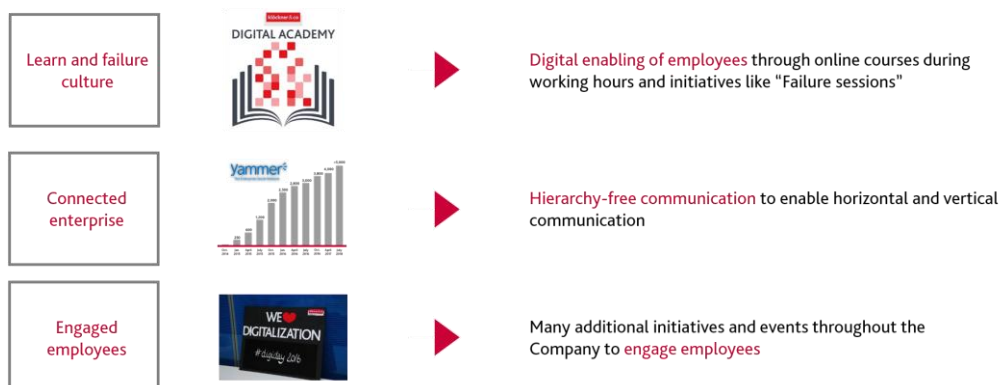 Learn and failure
culture
klöckner & co
DIGITAL ACADEMY
Digital enabling of employees through online courses during
working hours and initiatives like “Failure sessions"
Connected
enterprise
yammer
Hierarchy-free communication to enable horizontal and vertical
communication
Engaged
employees
WE
DIGITALIZATION
#digiday 2016
Many additional initiatives and events throughout the
Company to engage employees